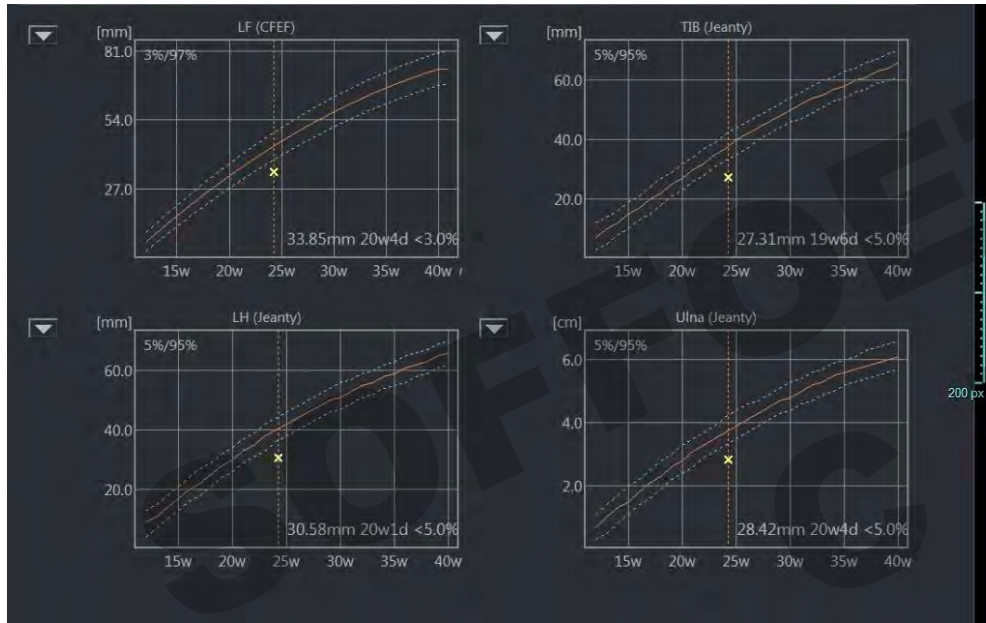 LF (CFEF)
[mm]
3%/97%
81.0
54.0
27.0
33.85mm 20w4d <3.0%
15w 20w 25w 30w 35w 40w
TIB (Jeanty)
[mm]
5%/95%
60.0
40.0
20.0
27.31mm 19w6d <5.0%
15w 20w 25w 30w 35w 40w
LH (Jeanty)
[mm]
5%/95%
60.0
40.0
20.0
30.58mm 20w1d <5.0%
15w 20w 25w 30w 35w 40w
Ulna (Jeanty)
[cm]
5%/95%
6.0
4.0
2.0
28.42mm 20w4d <5.0%
15w 20w 25w 30w 35w 40w
200 px
SOFFOE
C